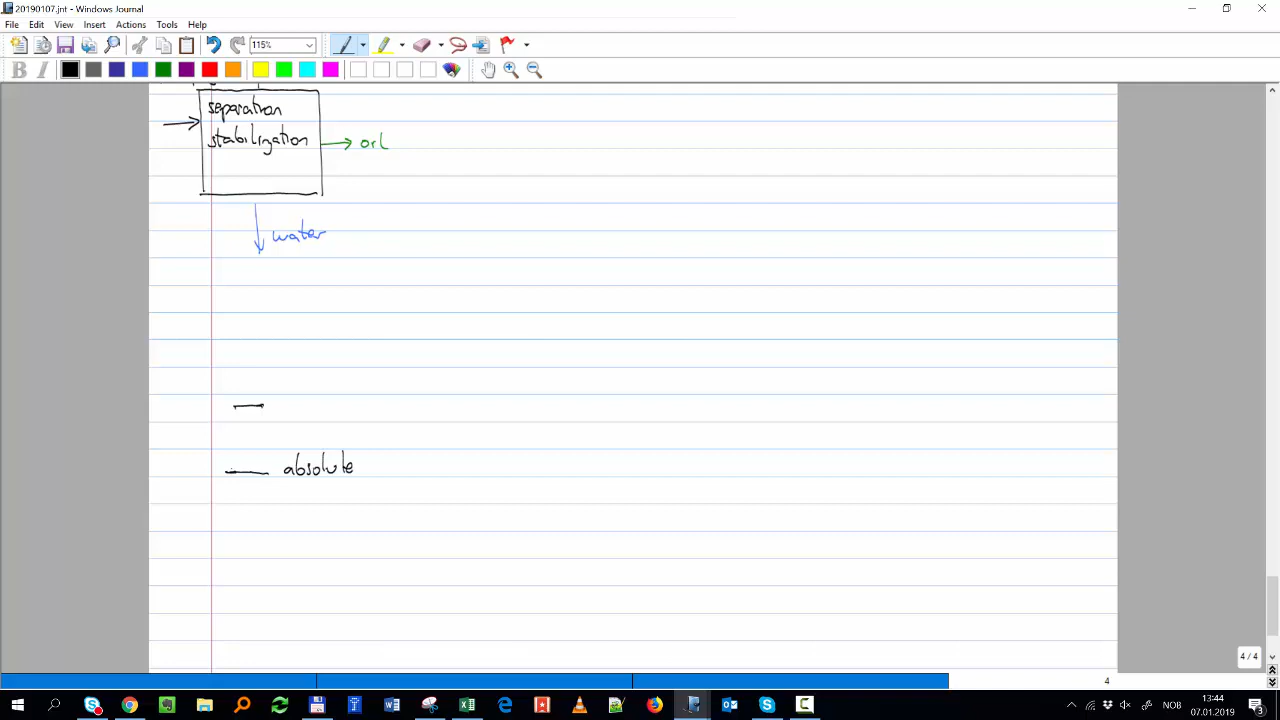 20190107.jnt - Windows Journal
File Edit View Insert Actions Tools Help
115%
B I
separation
stabilization
oil
water
absolute
4 / 4
4
13:44
NOB
07.01.2019
3